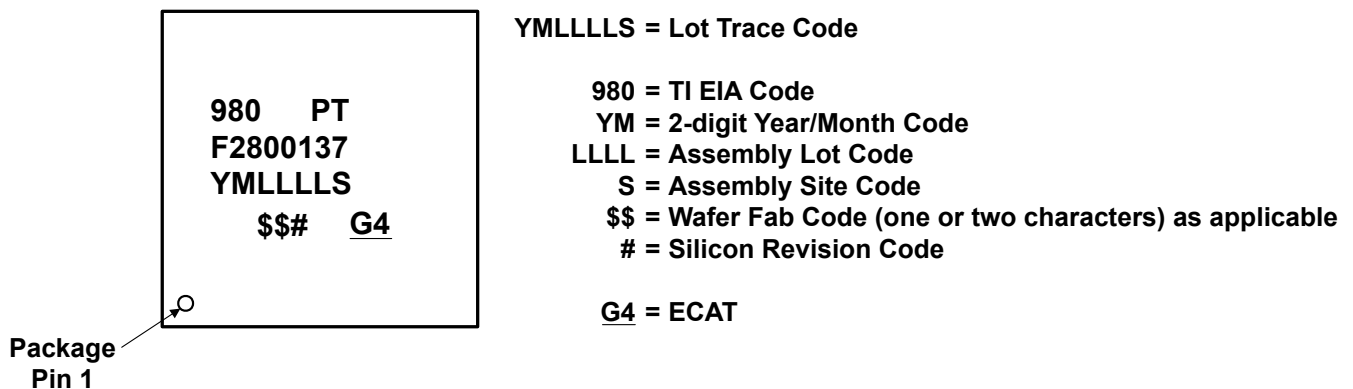 980 PT
F2800137
YMLLLLS
$$# G4
Package
Pin 1
YMLLLLS = Lot Trace Code
980 = TI EIA Code
YM = 2-digit Year/Month Code
LLLL = Assembly Lot Code
S = Assembly Site Code
$$ = Wafer Fab Code (one or two characters) as applicable
# = Silicon Revision Code
G4 = ECAT